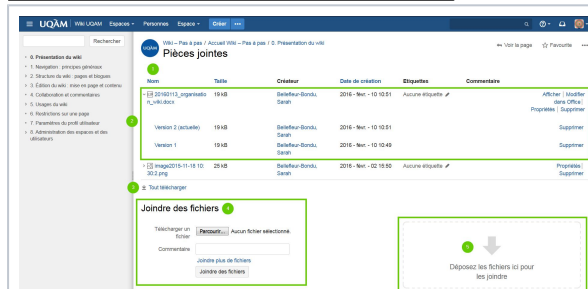 UQÀM Wiki UQAM Espaces Personnes Espace Créer ...
Rechercher
0. Présentation du wiki
1. Navigation : principes généraux
2. Structure du wiki : pages et blogues
3. Édition du wiki : mise en page et contenu
4. Collaboration et commentaires
5. Usages du wiki
6. Restrictions sur une page
7. Paramètres du profil utilisateur
8. Administration des espaces et des utilisateurs
UQÀM
Wiki – Pas à pas / Accueil Wiki – Pas à pas / 0. Présentation du wiki
Pièces jointes
Voir la page Favourite ...
1
Nom Taille Créateur Date de création Étiquettes Commentaire
20160113_organisatio
n_wiki.docx
19 kB
Bellefleur-Bondu,
Sarah
2016 - févr. - 10 10:51
Aucune étiquette
Afficher | Modifier
dans Office |
Propriétés | Supprimer
2
Version 2 (actuelle) 19 kB Bellefleur-Bondu,
Sarah
2016 - févr. - 10 10:51 Supprimer
Version 1 19 kB Bellefleur-Bondu,
Sarah
2016 - févr. - 10 10:49 Supprimer
image2015-11-18 10:
30:2.png
25 kB
Bellefleur-Bondu,
Sarah
2016 - févr. - 02 15:50
Aucune étiquette
Propriétés |
Supprimer
3 Tout télécharger
Joindre des fichiers 4
Télécharger un
fichier
Parcourir... Aucun fichier sélectionné.
Commentaire
Joindre plus de fichiers
Joindre des fichiers
5
Déposez les fichiers ici pour
les joindre